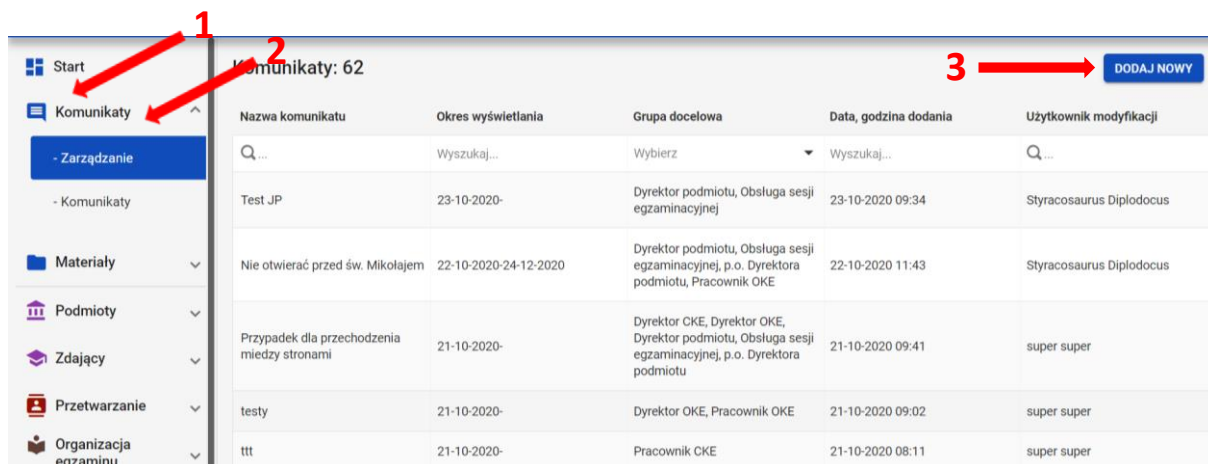 1
2
3
Start
Komunikaty
- Zarządzanie
- Komunikaty
Materiały
Podmioty
Zdający
Przetwarzanie
Organizacja
egzaminu
Komunikaty: 62
DODAJ NOWY
Nazwa komunikatu Okres wyświetlania Grupa docelowa Data, godzina dodania Użytkownik modyfikacji
... Wyszukaj... Wybierz Wyszukaj... ...
Test JP 23-10-2020- Dyrektor podmiotu, Obsługa sesji
egzaminacyjnej 23-10-2020 09:34 Styracosaurus Diplodocus
Nie otwierać przed św. Mikołajem 22-10-2020-24-12-2020 Dyrektor podmiotu, Obsługa sesji
egzaminacyjnej, p.o. Dyrektora
podmiotu, Pracownik OKE 22-10-2020 11:43 Styracosaurus Diplodocus
Przypadek dla przechodzenia
miedzy stronami 21-10-2020- Dyrektor CKE, Dyrektor OKE,
Dyrektor podmiotu, Obsługa sesji
egzaminacyjnej, p.o. Dyrektora
podmiotu 21-10-2020 09:41 super super
testy 21-10-2020- Dyrektor OKE, Pracownik OKE 21-10-2020 09:02 super super
ttt 21-10-2020- Pracownik CKE 21-10-2020 08:11 super super